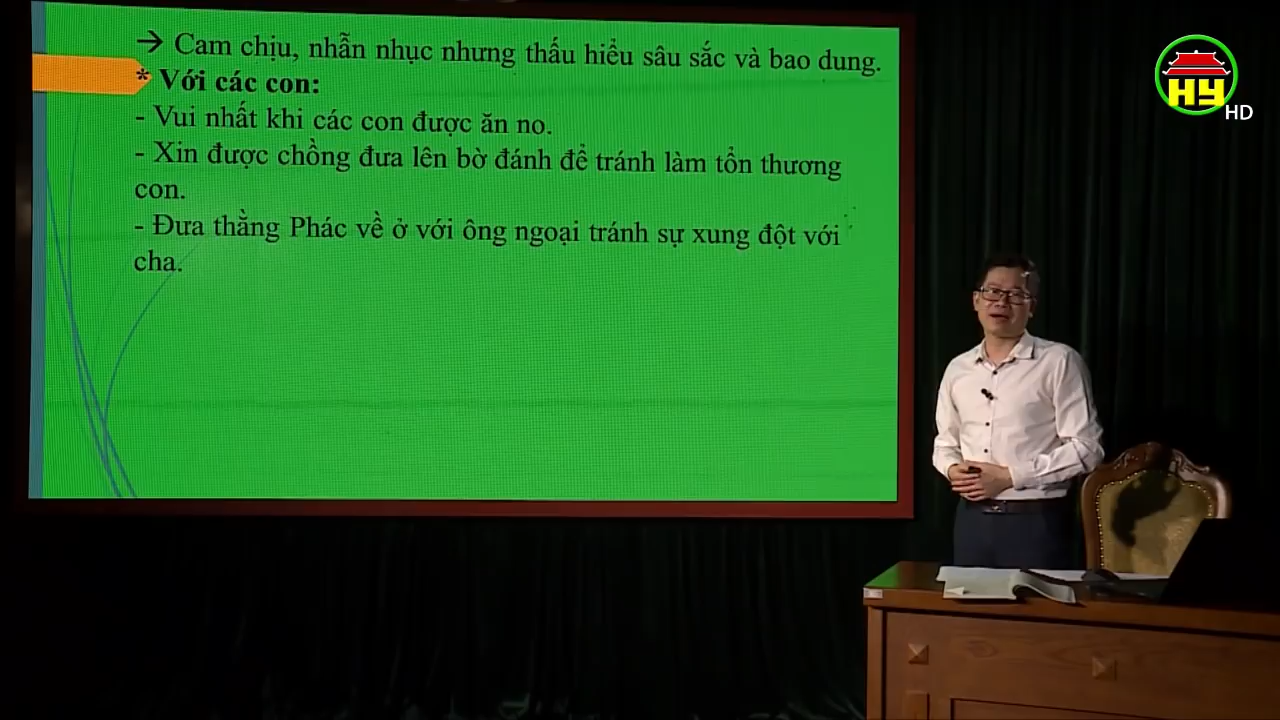 → Cam chịu, nhẫn nhục nhưng thấu hiểu sâu sắc và bao dung.
* Với các con:
- Vui nhất khi các con được ăn no.
- Xin được chồng đưa lên bờ đánh để tránh làm tổn thương
con.
- Đưa thằng Phác về ở với ông ngoại tránh sự xung đột với
cha.
HY
HD